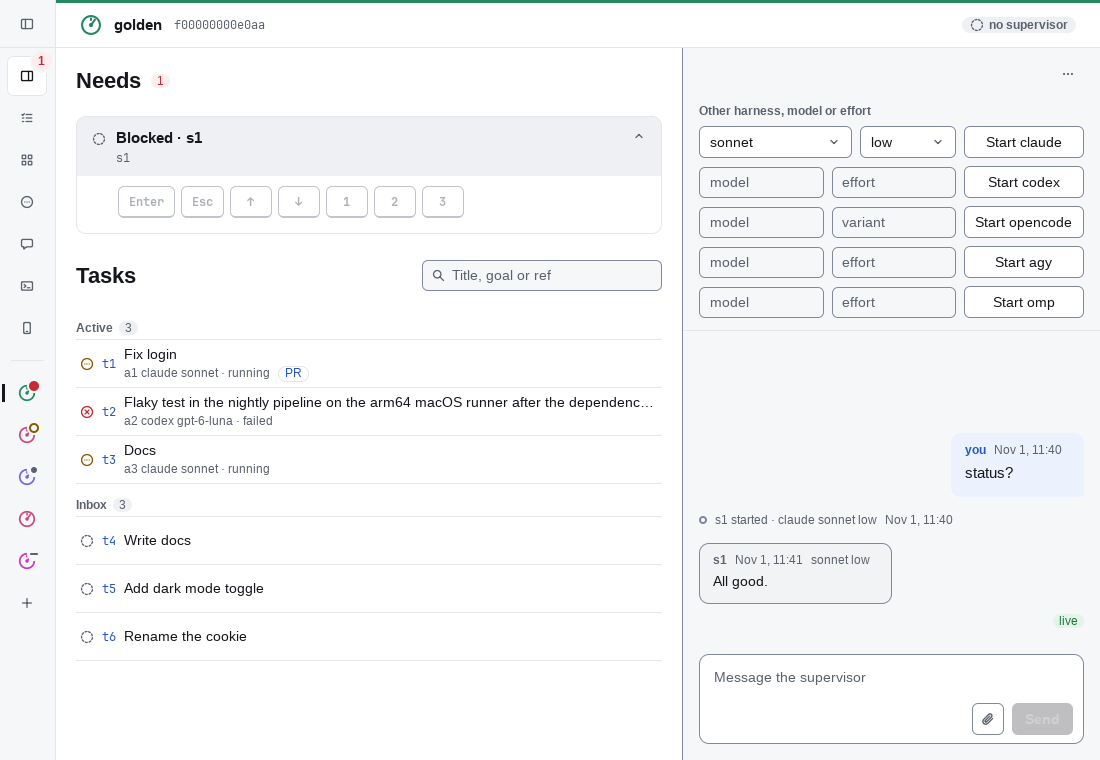 golden f00000000e0aa
no supervisor
1
Needs 1
Blocked · s1
s1
Enter Esc ↑ ↓ 1 2 3
Tasks
Title, goal or ref
Active 3
t1 Fix login
a1 claude sonnet · running PR
t2 Flaky test in the nightly pipeline on the arm64 macOS runner after the dependenc…
a2 codex gpt-6-luna · failed
t3 Docs
a3 claude sonnet · running
Inbox 3
t4 Write docs
t5 Add dark mode toggle
t6 Rename the cookie
···
Other harness, model or effort
sonnet low Start claude
model effort Start codex
model variant Start opencode
model effort Start agy
model effort Start omp
you Nov 1, 11:40
status?
s1 started · claude sonnet low Nov 1, 11:40
s1 Nov 1, 11:41 sonnet low
All good.
live
Message the supervisor
Send